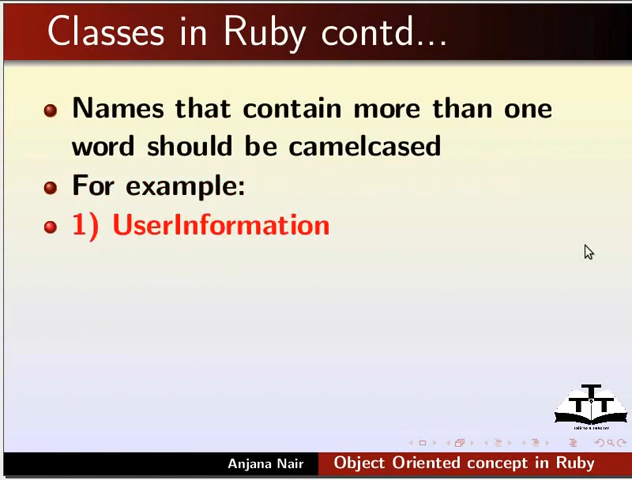 Classes in Ruby contd...
Names that contain more than one
word should be camelcased
For example:
1) UserInformation
Anjana Nair
Object Oriented concept in Ruby